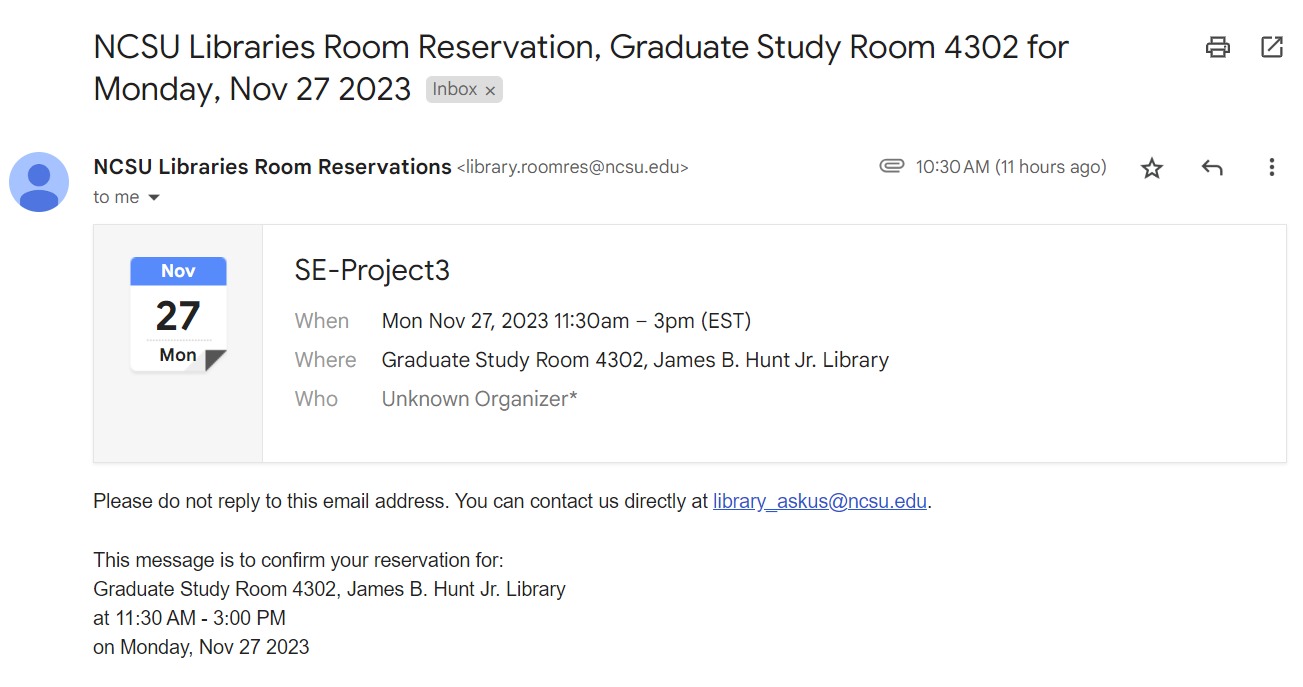 NCSU Libraries Room Reservation, Graduate Study Room 4302 for
Monday, Nov 27 2023 Inbox ×
NCSU Libraries Room Reservations <library.roomres@ncsu.edu> 10:30 AM (11 hours ago)
to me
Nov
27
Mon
SE-Project3
When Mon Nov 27, 2023 11:30am – 3pm (EST)
Where Graduate Study Room 4302, James B. Hunt Jr. Library
Who Unknown Organizer*
Please do not reply to this email address. You can contact us directly at library_askus@ncsu.edu.
This message is to confirm your reservation for:
Graduate Study Room 4302, James B. Hunt Jr. Library
at 11:30 AM - 3:00 PM
on Monday, Nov 27 2023